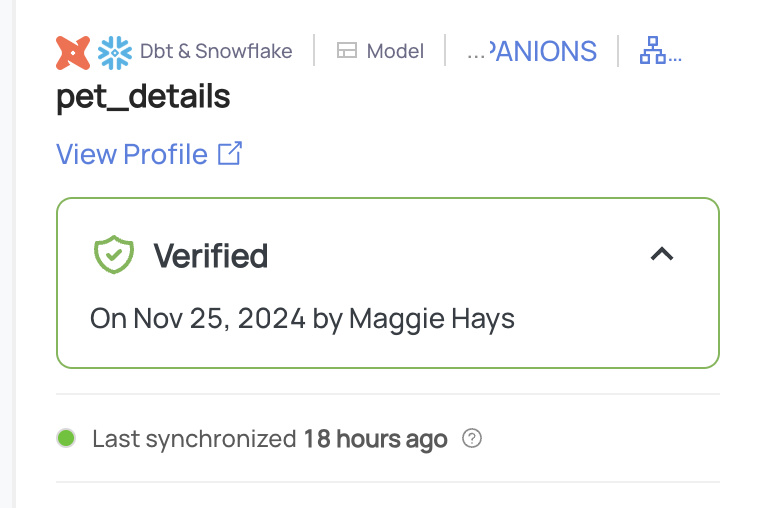 Dbt & Snowflake | Model | ...PANIONS | ...
pet_details
View Profile
Verified
On Nov 25, 2024 by Maggie Hays
Last synchronized 18 hours ago ?